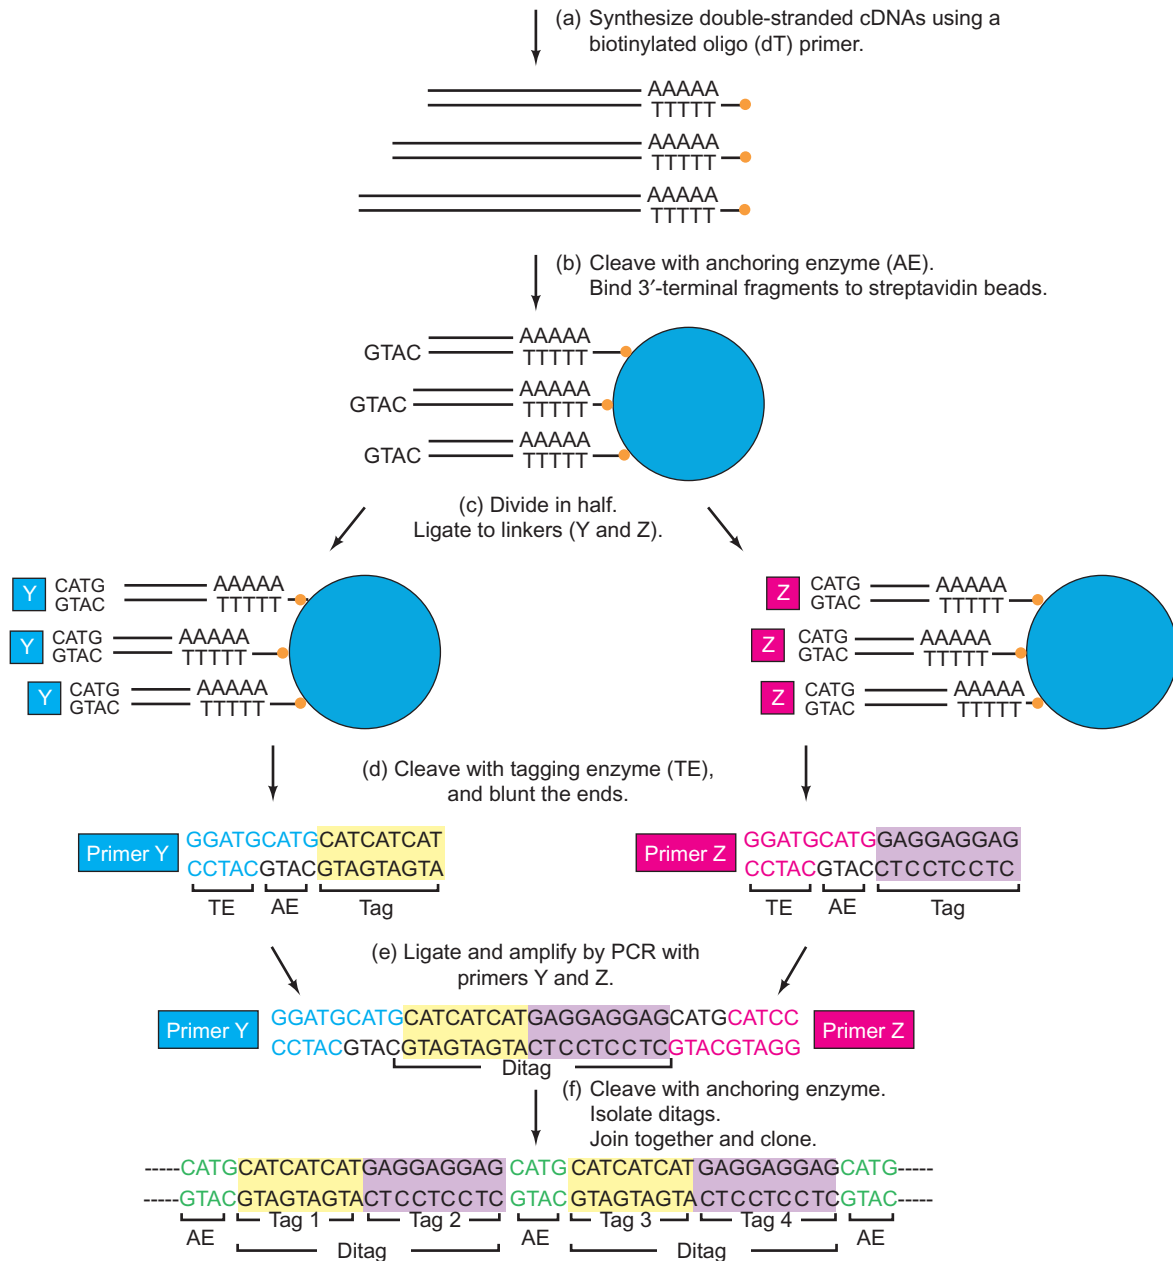 (a) Synthesize double-stranded cDNAs using a
biotinylated oligo (dT) primer.
AAAAA
TTTTT
AAAAA
TTTTT
AAAAA
TTTTT
(b) Cleave with anchoring enzyme (AE).
Bind 3′-terminal fragments to streptavidin beads.
AAAAA
GTAC TTTTT
AAAAA
GTAC TTTTT
AAAAA
GTAC TTTTT
(c) Divide in half.
Ligate to linkers (Y and Z).
Y CATG AAAAA
GTAC TTTTT
Y CATG AAAAA
GTAC TTTTT
Y CATG AAAAA
GTAC TTTTT
Z CATG AAAAA
GTAC TTTTT
Z CATG AAAAA
GTAC TTTTT
Z CATG AAAAA
GTAC TTTTT
(d) Cleave with tagging enzyme (TE),
and blunt the ends.
Primer Y GGATGCATGCATCATCAT
CCTACGTACGTAGTAGTA
TE AE Tag
Primer Z GGATGCATGGAGGAGGAG
CCTACGTACCTCCTCCTC
TE AE Tag
(e) Ligate and amplify by PCR with
primers Y and Z.
Primer Y GGATGCATGCATCATCATGAGGAGGAGCATGCATCC Primer Z
CCTACGTACGTAGTAGTACTCCTCCTCGTACGTAGG
Ditag
(f) Cleave with anchoring enzyme.
Isolate ditags.
Join together and clone.
-----CATGCATCATCATGAGGAGGAG CATG CATCATCATGAGGAGGAGCATG-----
-----GTACGTAGTAGTACTCCTCCTC GTAC GTAGTAGTACTCCTCCTCGTAC-----
AE Tag 1 Tag 2 AE Tag 3 Tag 4 AE
Ditag Ditag